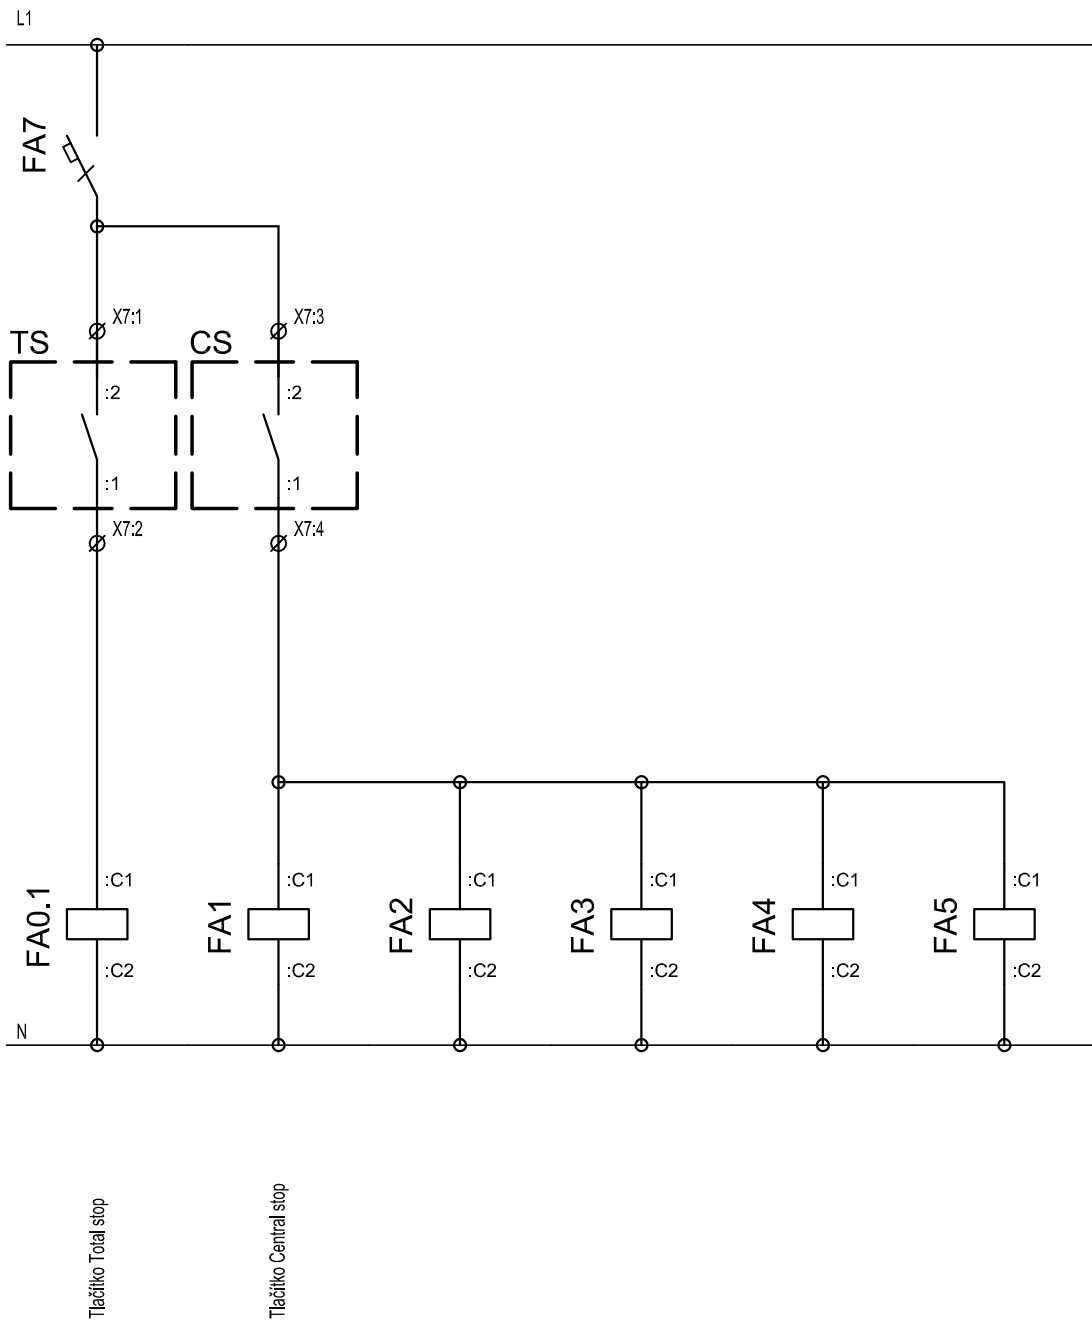 L1
FA7
X7:1
X7:3
TS
CS
:2
:2
:1
:1
X7:2
X7:4
:C1
:C1
:C1
:C1
:C1
:C1
FA0.1
FA1
FA2
FA3
FA4
FA5
:C2
:C2
:C2
:C2
:C2
:C2
N
Tlačítko Total stop
Tlačítko Central stop